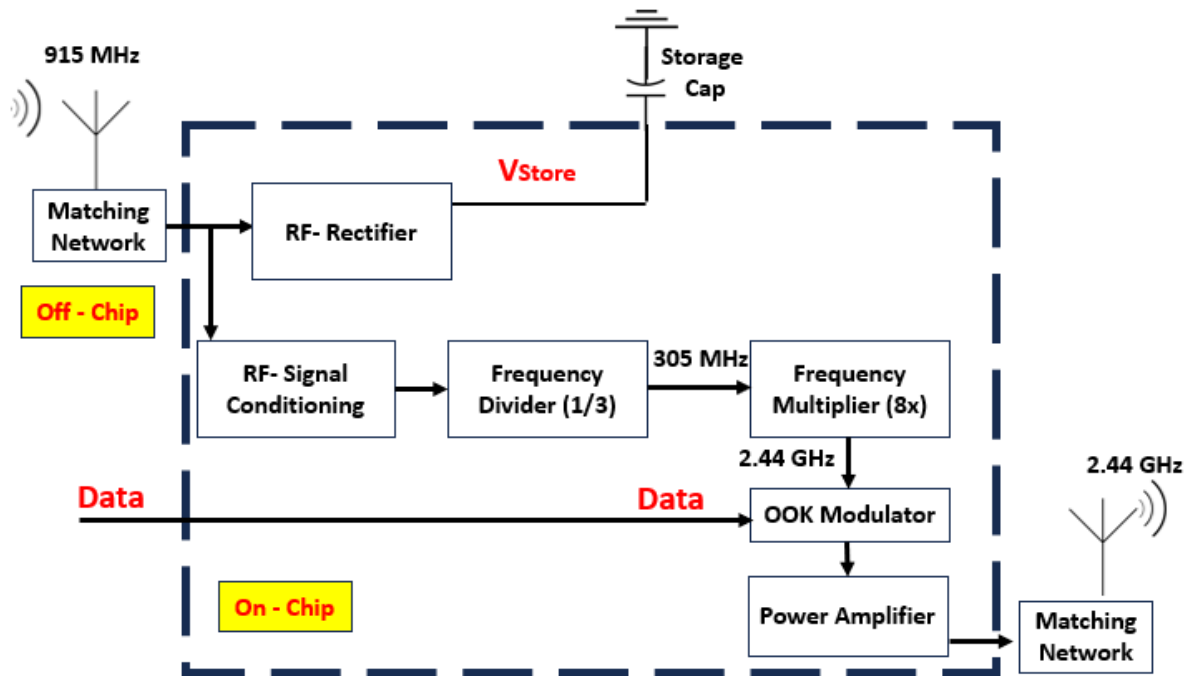 915 MHz
Storage
Cap
Matching
Network
RF- Rectifier
VStore
Off - Chip
RF- Signal
Conditioning
Frequency
Divider (1/3)
305 MHz
Frequency
Multiplier (8x)
2.44 GHz
2.44 GHz
Data
Data
OOK Modulator
On - Chip
Power Amplifier
Matching
Network